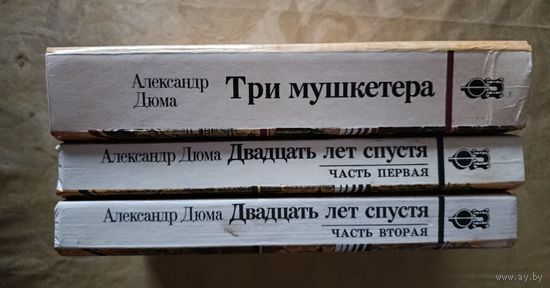 Александр
Дюма
Три мушкетера
Александр Дюма Двадцать лет спустя
ЧАСТЬ ПЕРВАЯ
Александр Дюма Двадцать лет спустя
ЧАСТЬ ВТОРАЯ
www.ay.by